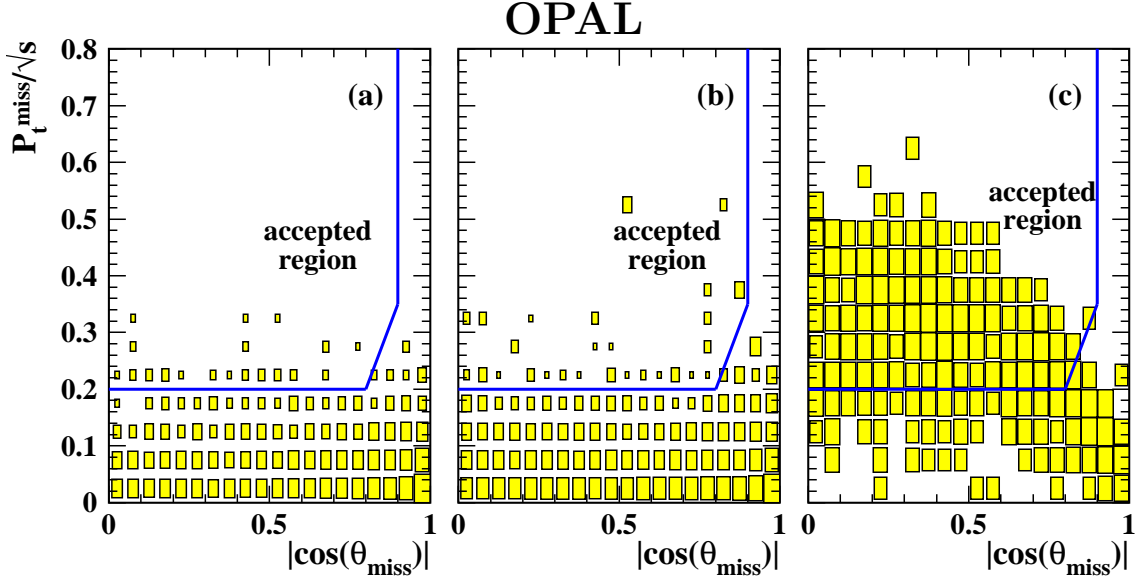 OPAL
P_t^miss/√s
0.8
0.7
0.6
0.5
0.4
0.3
0.2
0.1
0
(a)
accepted
region
0
0.5
1
|cos(θ_miss)|
(b)
accepted
region
0
0.5
1
|cos(θ_miss)|
(c)
accepted
region
0
0.5
1
|cos(θ_miss)|